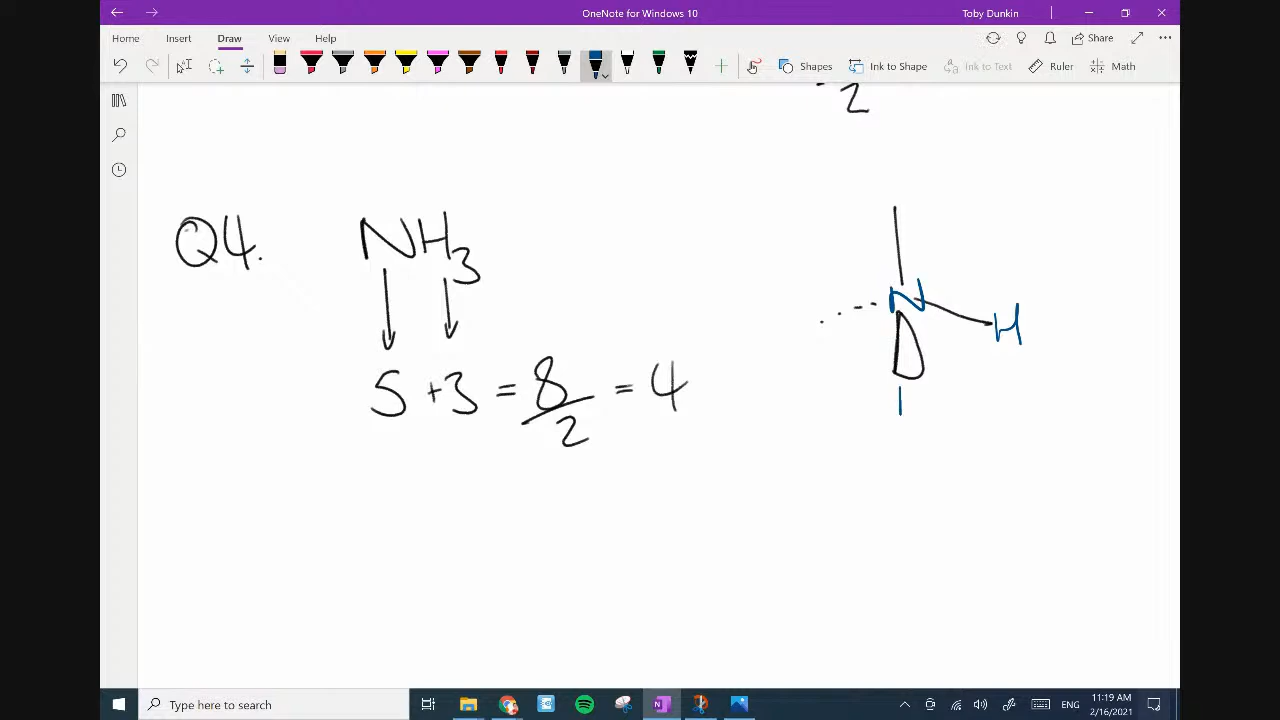 OneNote for Windows 10
Toby Dunkin
Home Insert Draw View Help
Share
Shapes Ink to Shape Ink to Text Ruler Math
2
Q4. NH3
N H
5 + 3 = 8/2 = 4
Type here to search
ENG
11:19 AM
2/16/2021